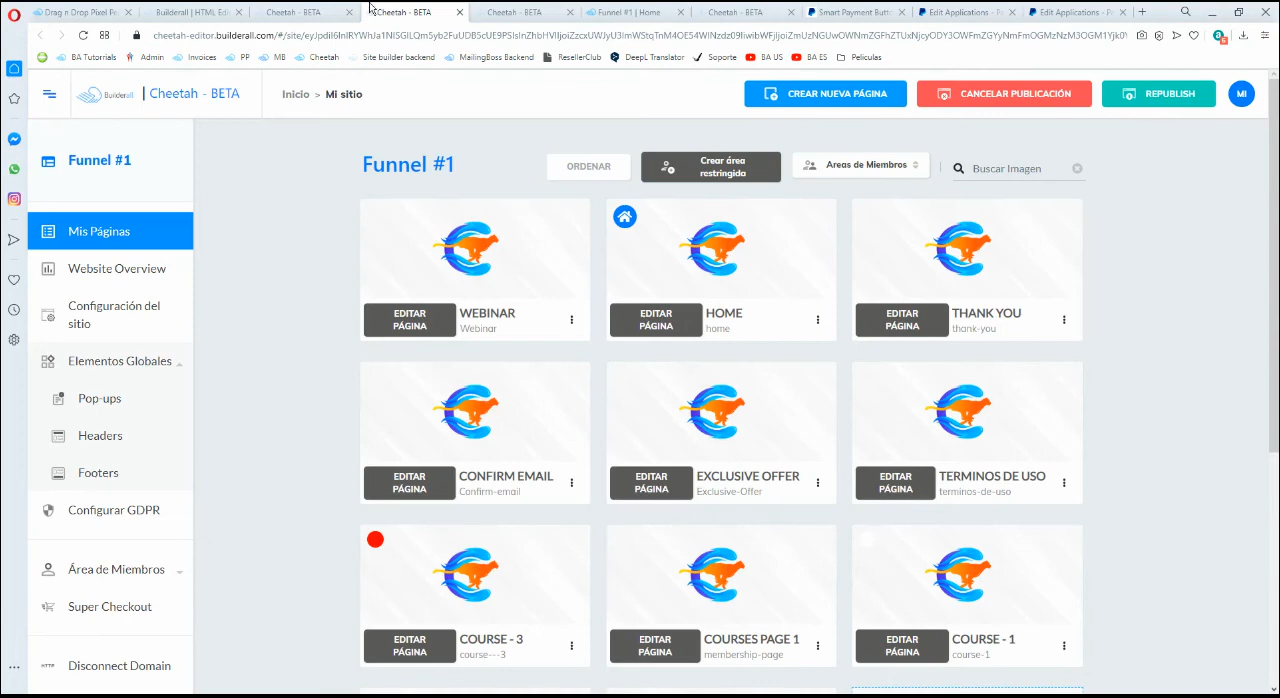 Drag n Drop Pixel Pe
Builderall | HTML Edi
Cheetah - BETA
Cheetah - BETA
Cheetah - BETA
Funnel #1 | Home
Cheetah - BETA
Smart Payment Butt
Edit Applications - P
Edit Applications - P
BA Tutorials
Admin
Invoices
PP
MB
Cheetah
Site builder backend
MailingBoss Backend
ResellerClub
DeepL Translator
Soporte
BA US
BA ES
Peliculas
Builderall
Cheetah - BETA
Inicio > Mi sitio
CREAR NUEVA PÁGINA
CANCELAR PUBLICACIÓN
REPUBLISH
MI
Funnel #1
Mis Páginas
Website Overview
Configuración del
sitio
Elementos Globales
Pop-ups
Headers
Footers
Configurar GDPR
Área de Miembros
Super Checkout
HTTP
Disconnect Domain
Funnel #1
ORDENAR
Crear área
restringida
Areas de Miembros
Buscar Imagen
EDITAR
PÁGINA
WEBINAR
Webinar
EDITAR
PÁGINA
HOME
home
EDITAR
PÁGINA
THANK YOU
thank-you
EDITAR
PÁGINA
CONFIRM EMAIL
Confirm-email
EDITAR
PÁGINA
EXCLUSIVE OFFER
Exclusive-Offer
EDITAR
PÁGINA
TERMINOS DE USO
terminos-de-uso
EDITAR
PÁGINA
COURSE - 3
course---3
EDITAR
PÁGINA
COURSES PAGE 1
membership-page
EDITAR
PÁGINA
COURSE - 1
course-1